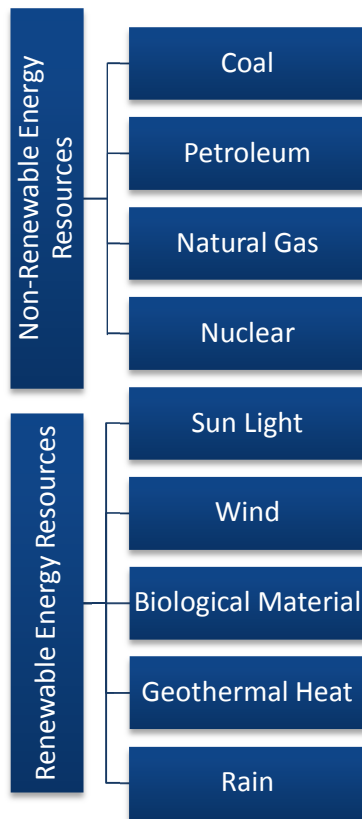 Non-Renewable Energy
Resources
Coal
Petroleum
Natural Gas
Nuclear
Renewable Energy Resources
Sun Light
Wind
Biological Material
Geothermal Heat
Rain